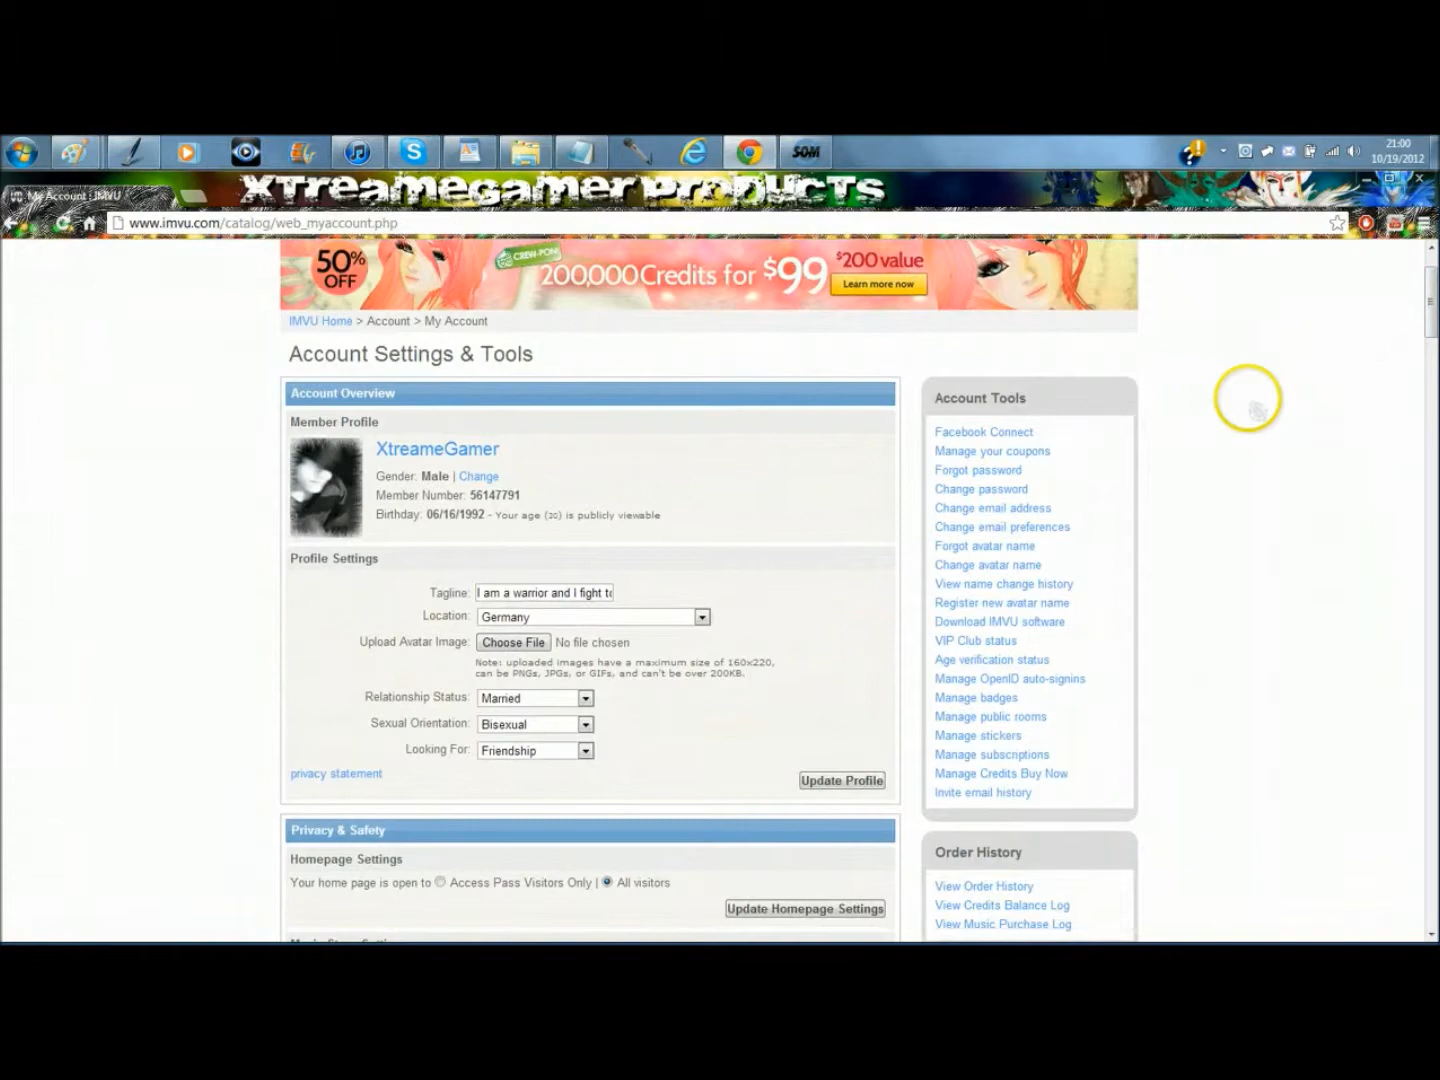 SOM
21:00
10/19/2012
XTreamegamer ProducTs
My Account : IMVU
www.imvu.com/catalog/web_myaccount.php
50%
OFF
CREW-PON
200,000 Credits for $99
$200 value
Learn more now
IMVU Home > Account > My Account
Account Settings & Tools
Account Overview
Member Profile
XtreameGamer
Gender: Male | Change
Member Number: 56147791
Birthday: 06/16/1992 - Your age (20) is publicly viewable
Profile Settings
Tagline: I am a warrior and I fight to
Location: Germany
Upload Avatar Image: Choose File No file chosen
Note: uploaded images have a maximum size of 160x220,
can be PNGs, JPGs, or GIFs, and can't be over 200KB.
Relationship Status: Married
Sexual Orientation: Bisexual
Looking For: Friendship
privacy statement
Update Profile
Privacy & Safety
Homepage Settings
Your home page is open to Access Pass Visitors Only | All visitors
Update Homepage Settings
Account Tools
Facebook Connect
Manage your coupons
Forgot password
Change password
Change email address
Change email preferences
Forgot avatar name
Change avatar name
View name change history
Register new avatar name
Download IMVU software
VIP Club status
Age verification status
Manage OpenID auto-signins
Manage badges
Manage public rooms
Manage stickers
Manage subscriptions
Manage Credits Buy Now
Invite email history
Order History
View Order History
View Credits Balance Log
View Music Purchase Log